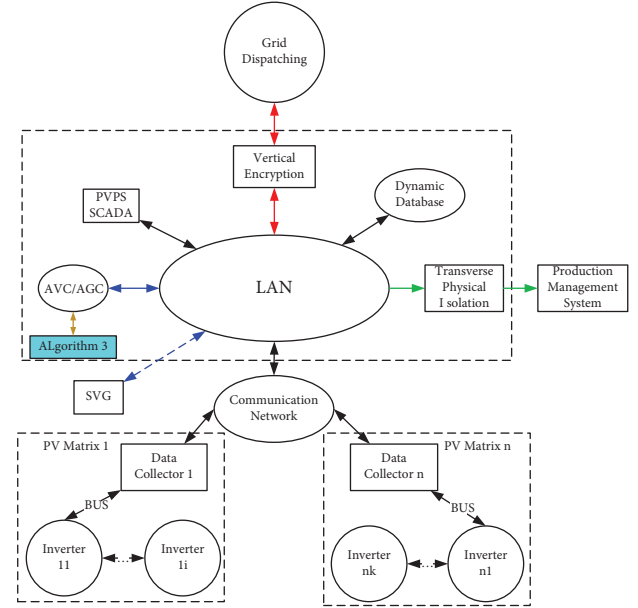 Grid
Dispatching
Vertical
Encryption
PVPS
SCADA
Dynamic
Database
AVC/AGC
LAN
Transverse
Physical
I solation
Production
Management
System
ALgorithm 3
SVG
Communication
Network
PV Matrix 1
Data
Collector 1
BUS
Inverter
11
...
Inverter
1i
PV Matrix n
Data
Collector n
BUS
Inverter
nk
...
Inverter
n1